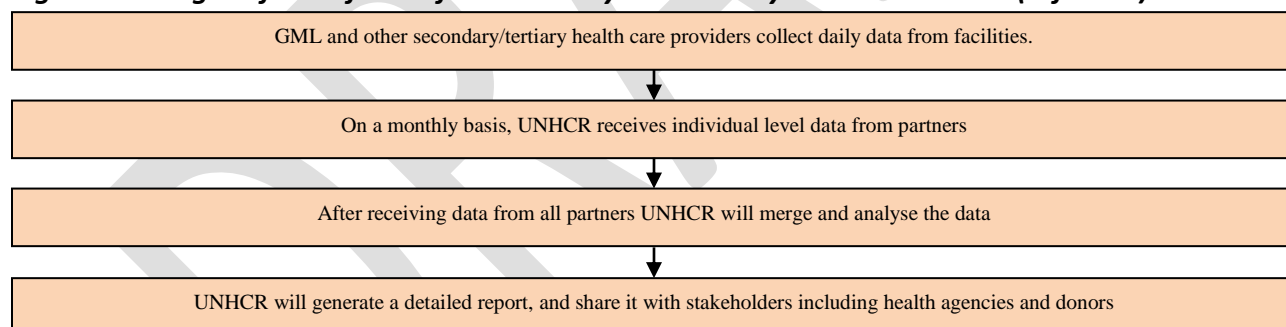 GML and other secondary/tertiary health care providers collect daily data from facilities.
On a monthly basis, UNHCR receives individual level data from partners
After receiving data from all partners UNHCR will merge and analyse the data
UNHCR will generate a detailed report, and share it with stakeholders including health agencies and donors